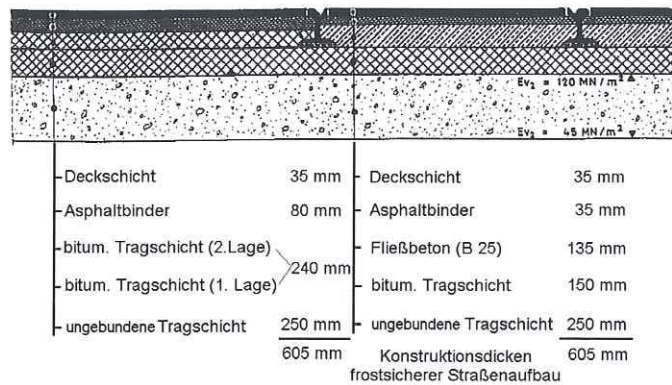 Ev₂ = 120 MN/m²
Ev₂ = 45 MN/m²
Deckschicht 35 mm
Asphaltbinder 80 mm
bitum. Tragschicht (2.Lage)
240 mm
bitum. Tragschicht (1. Lage)
ungebundene Tragschicht 250 mm
605 mm
Deckschicht 35 mm
Asphaltbinder 35 mm
Fließbeton (B 25) 135 mm
bitum. Tragschicht 150 mm
ungebundene Tragschicht 250 mm
Konstruktionsdicken 605 mm
frostsicherer Straßenaufbau